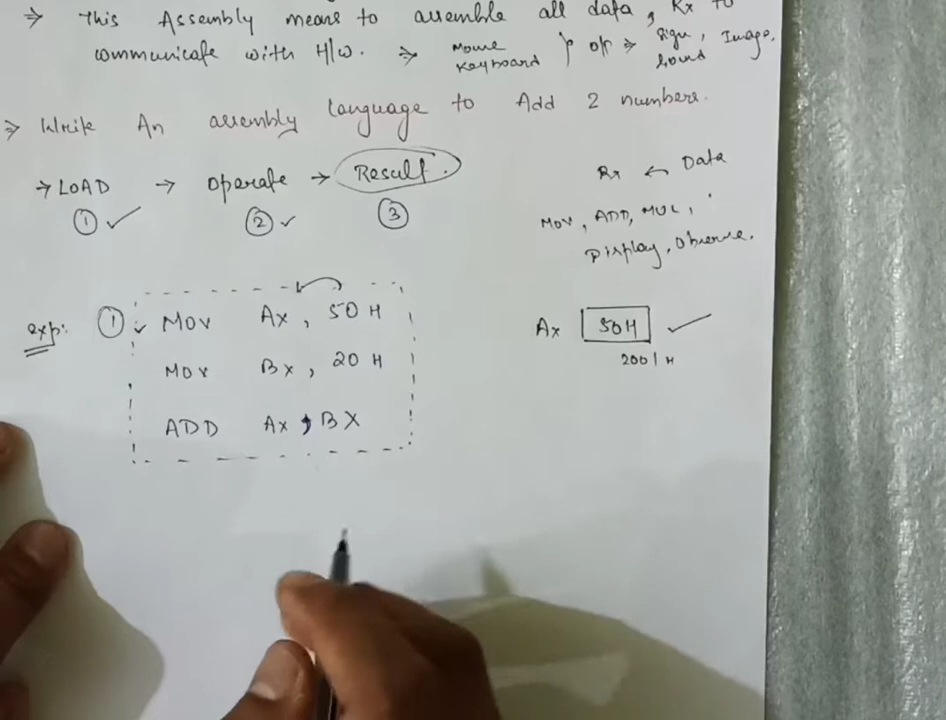 ⇒ This Assembly means to assemble all data, Rx to
communicate with H/W. ⇒ Mouse Keyboard } Op ⇒ Sign, Sound Image.
⇒ Write An assembly language to Add 2 numbers.
→ LOAD → Operate → Result.
① ✓ ② ✓ ③
Rx ← Data
MOV, ADD, MUL,
Display, Observe.
exp: ① ✓ MOV Ax, 50 H
MOV Bx, 20 H
ADD Ax, BX
Ax 50H ✓
2001 H